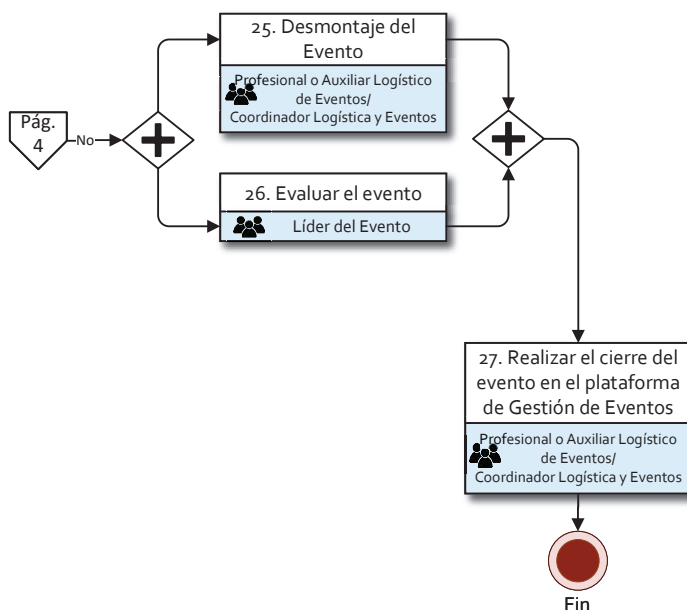 25. Desmontaje del
Evento
Profesional o Auxiliar Logístico
de Eventos/
Coordinador Logística y Eventos
Pág.
4
No
26. Evaluar el evento
Líder del Evento
27. Realizar el cierre del
evento en el plataforma
de Gestión de Eventos
Profesional o Auxiliar Logístico
de Eventos/
Coordinador Logística y Eventos
Fin